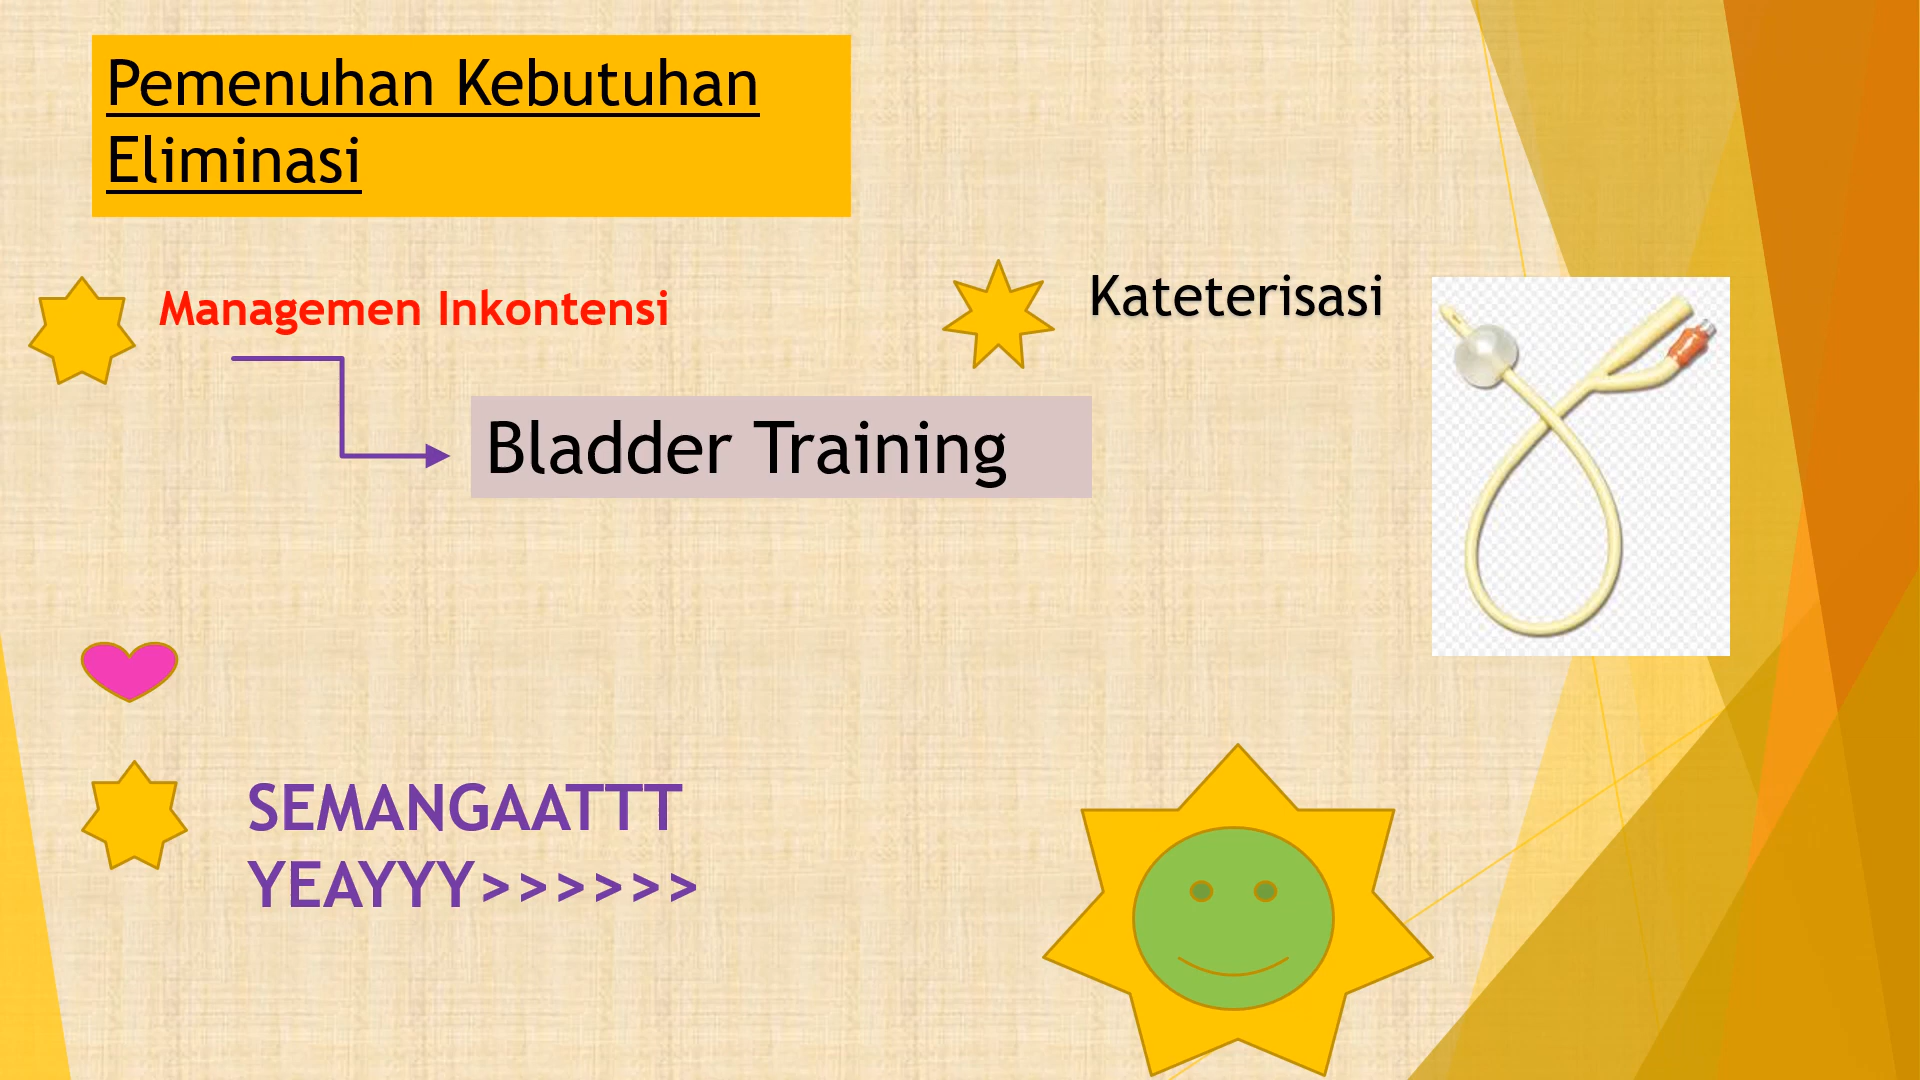 Pemenuhan Kebutuhan
Eliminasi
Managemen Inkontensi
Kateterisasi
Bladder Training
SEMANGAATTT
YEAYYY>>>>>>